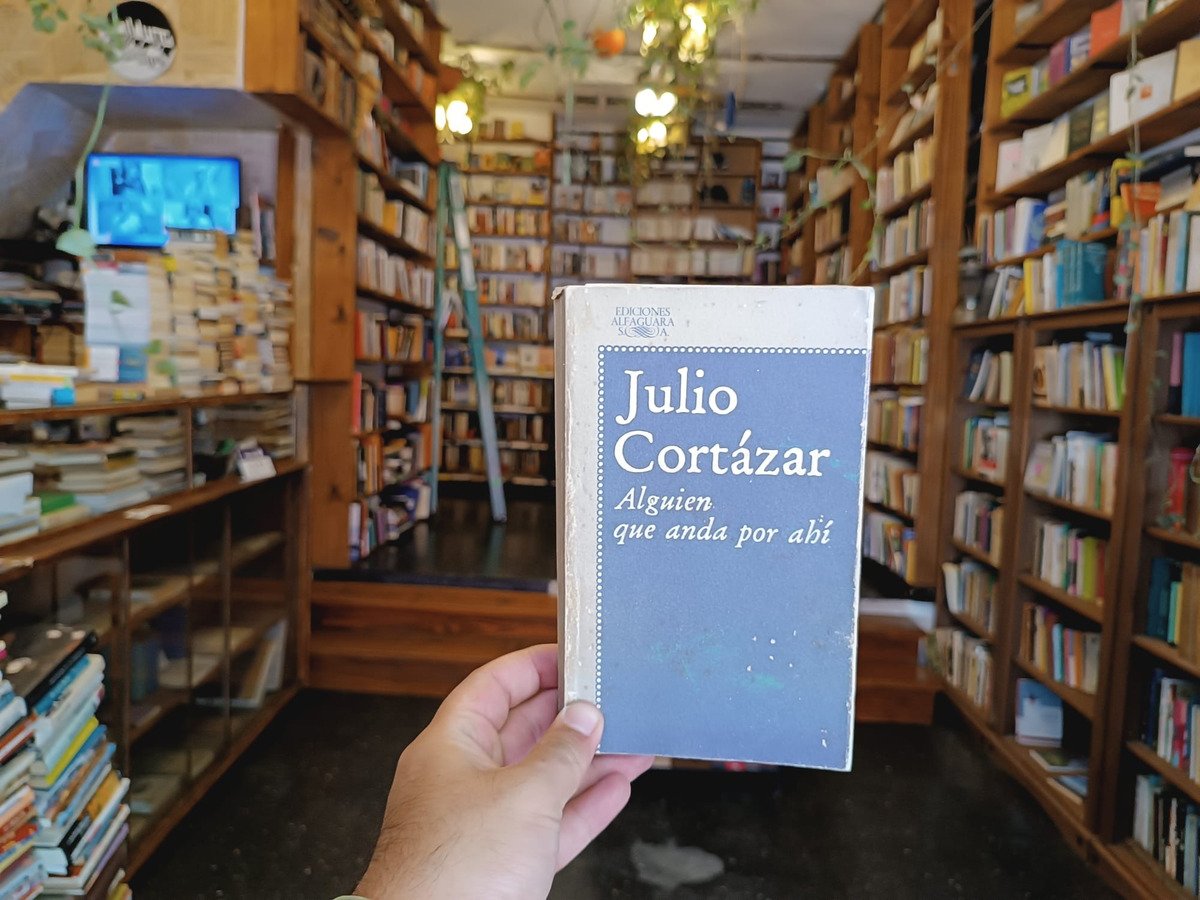 EDICIONES
ALFAGUARA
S. A.
Julio
Cortázar
Alguien
que anda por ahí